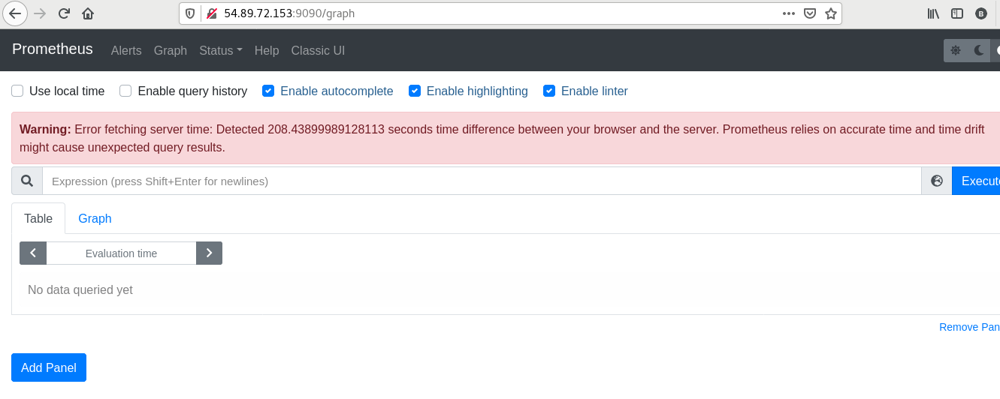 54.89.72.153:9090/graph
Prometheus Alerts Graph Status Help Classic UI
Use local time Enable query history Enable autocomplete Enable highlighting Enable linter
Warning: Error fetching server time: Detected 208.43899989128113 seconds time difference between your browser and the server. Prometheus relies on accurate time and time drift
might cause unexpected query results.
Expression (press Shift+Enter for newlines) Execute
Table Graph
Evaluation time
No data queried yet
Remove Pan
Add Panel